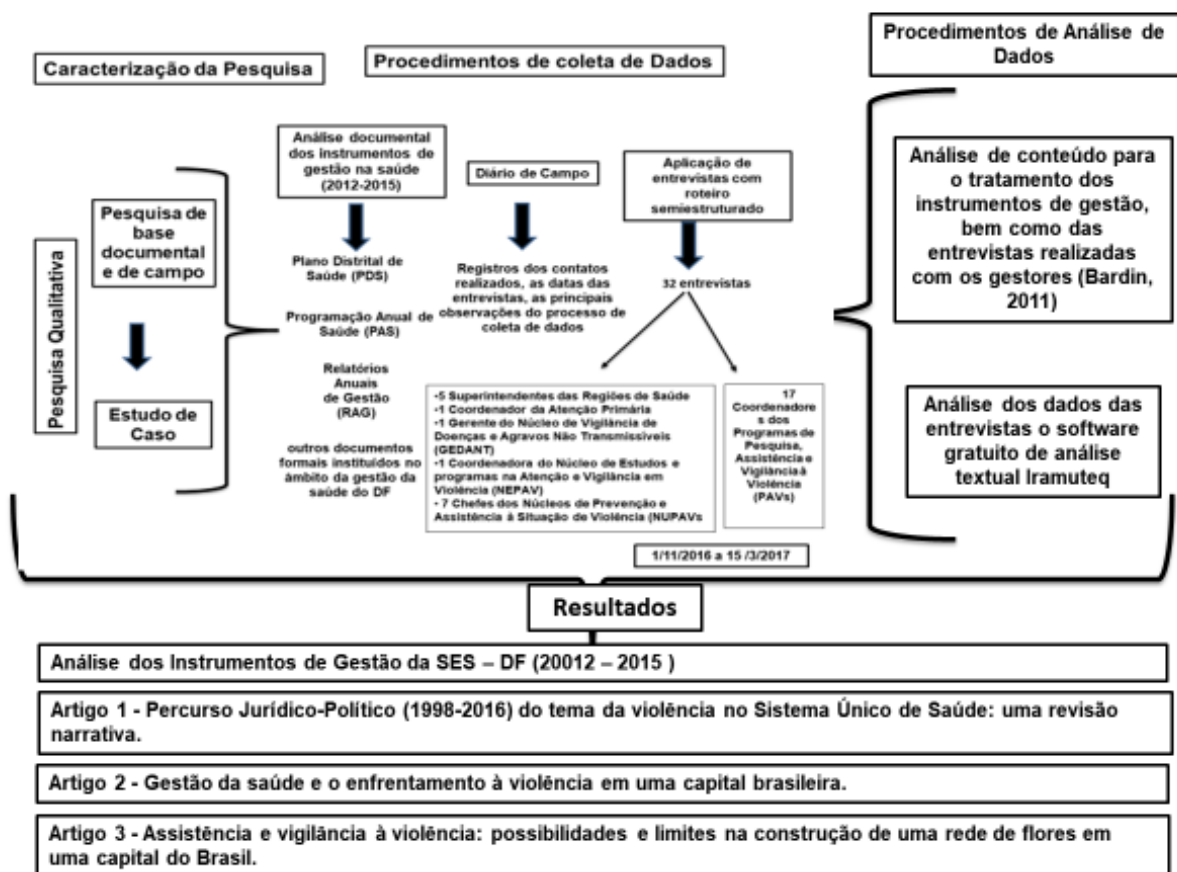 Caracterização da Pesquisa
Procedimentos de coleta de Dados
Procedimentos de Análise de
Dados
Pesquisa Qualitativa
Pesquisa de
base
documental
e de campo
Estudo de
Caso
Análise documental
dos instrumentos de
gestão na saúde
(2012-2015)
Plano Distrital de
Saúde (PDS)
Programação Anual de
Saúde (PAS)
Relatórios
Anuais
de Gestão
(RAG)
outros documentos
formais instituídos no
âmbito da gestão da
saúde do DF
Diário de Campo
Registros dos contatos
realizados, as datas das
entrevistas, as principais
observações do processo de
coleta de dados
Aplicação de
entrevistas com
roteiro
semiestruturado
32 entrevistas
-5 Superintendentes das Regiões de Saúde
-1 Coordenador da Atenção Primária
-1 Gerente do Núcleo de Vigilância de
Doenças e Agravos Não Transmissíveis
(GEDANT)
-1 Coordenadora do Núcleo de Estudos e
programas na Atenção e Vigilância em
Violência (NEPAV)
- 7 Chefes dos Núcleos de Prevenção e
Assistência à Situação de Violência (NUPAVs
17
Coordenadore
s dos
Programas de
Pesquisa,
Assistência e
Vigilância à
Violência
(PAVs)
1/11/2016 a 15 /3/2017
Análise de conteúdo para
o tratamento dos
instrumentos de gestão,
bem como das
entrevistas realizadas
com os gestores (Bardin,
2011)
Análise dos dados das
entrevistas o software
gratuito de análise
textual Iramuteq
Resultados
Análise dos Instrumentos de Gestão da SES – DF (20012 – 2015 )
Artigo 1 - Percurso Jurídico-Político (1998-2016) do tema da violência no Sistema Único de Saúde: uma revisão
narrativa.
Artigo 2 - Gestão da saúde e o enfrentamento à violência em uma capital brasileira.
Artigo 3 - Assistência e vigilância à violência: possibilidades e limites na construção de uma rede de flores em
uma capital do Brasil.